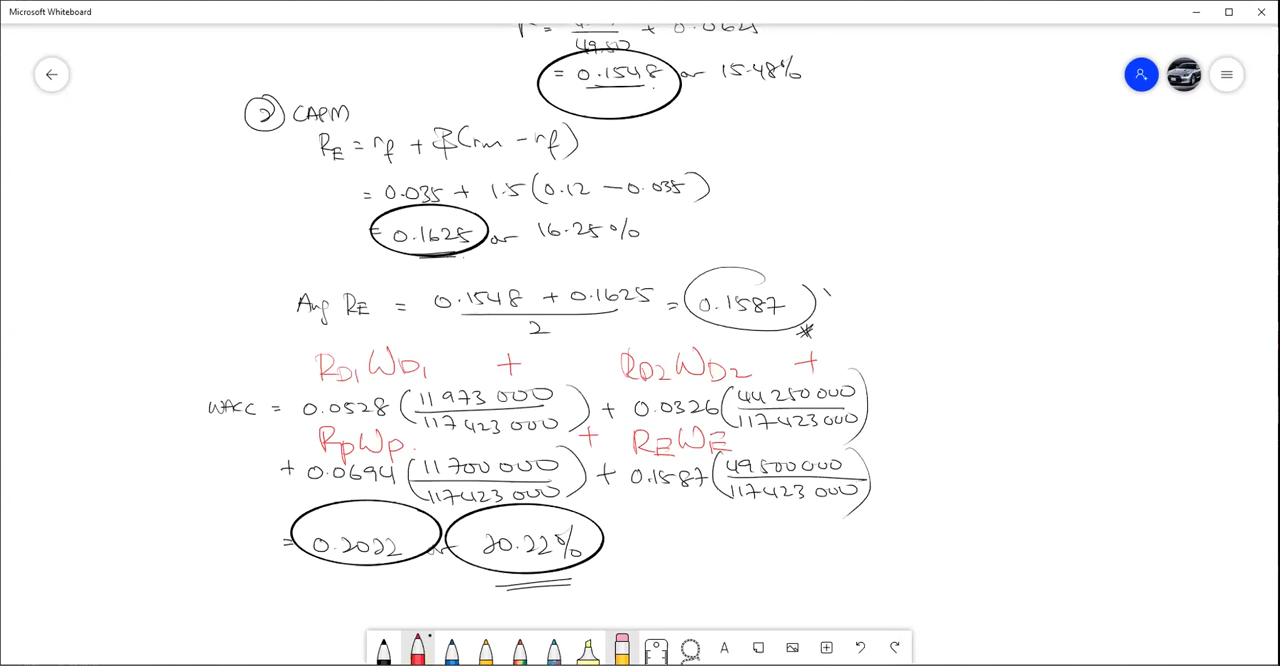 Microsoft Whiteboard
49.50 + 0.0625
= 0.1548 or 15.48%
② CAPM
RE = rf + β(rm - rf)
= 0.035 + 1.5 (0.12 - 0.035)
= 0.1625 or 16.25%
Avg RE = 0.1548 + 0.1625 / 2 = 0.1587 *
RD1WD1 + RD2WD2 +
WACC = 0.0528 (11 973 000 / 117 423 000) + 0.0326 (44 250 000 / 117 423 000)
RPWP + REWE
+ 0.0694 (11 700 000 / 117 423 000) + 0.1587 (49 500 000 / 117 423 000)
= 0.2022 or 20.22%
A